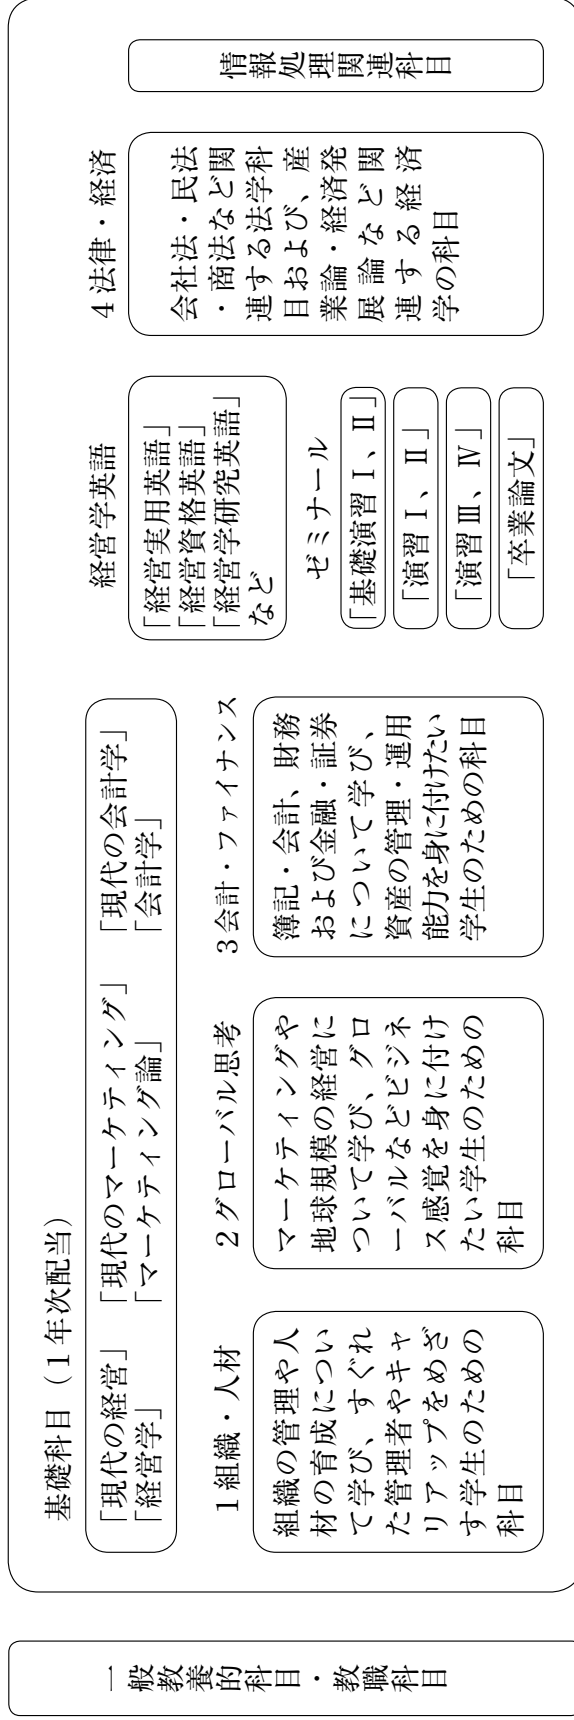 一般教養的科目・教職科目
基礎科目（1年次配当）
「現代の経営」　「現代のマーケティング」　「現代の会計学」
「経営学」　「マーケティング論」　「会計学」
1組織・人材
組織の管理や人
材の育成につい
て学び、すぐれ
た管理者やキャ
リアップをめざ
す学生のための
科目
2グローバル思考
マーケティングや
地球規模の経営に
ついて学び、グロ
ーバルなどビジネ
ス感覚を身に付け
たい学生のための
科目
3会計・ファイナンス
簿記・会計、財務
および金融・証券
について学び、
資産の管理・運用
能力を身に付けたい
学生のための科目
経営学英語
「経営実用英語」
「経営資格英語」
「経営学研究英語」
など
ゼミナール
「基礎演習Ⅰ、Ⅱ」
「演習Ⅰ、Ⅱ」
「演習Ⅲ、Ⅳ」
「卒業論文」
4法律・経済
会社法・民法
・商法など関
連する法学科
目および、産
業論・経済発
展論など関
連する経済
学の科目
情報処理関連科目